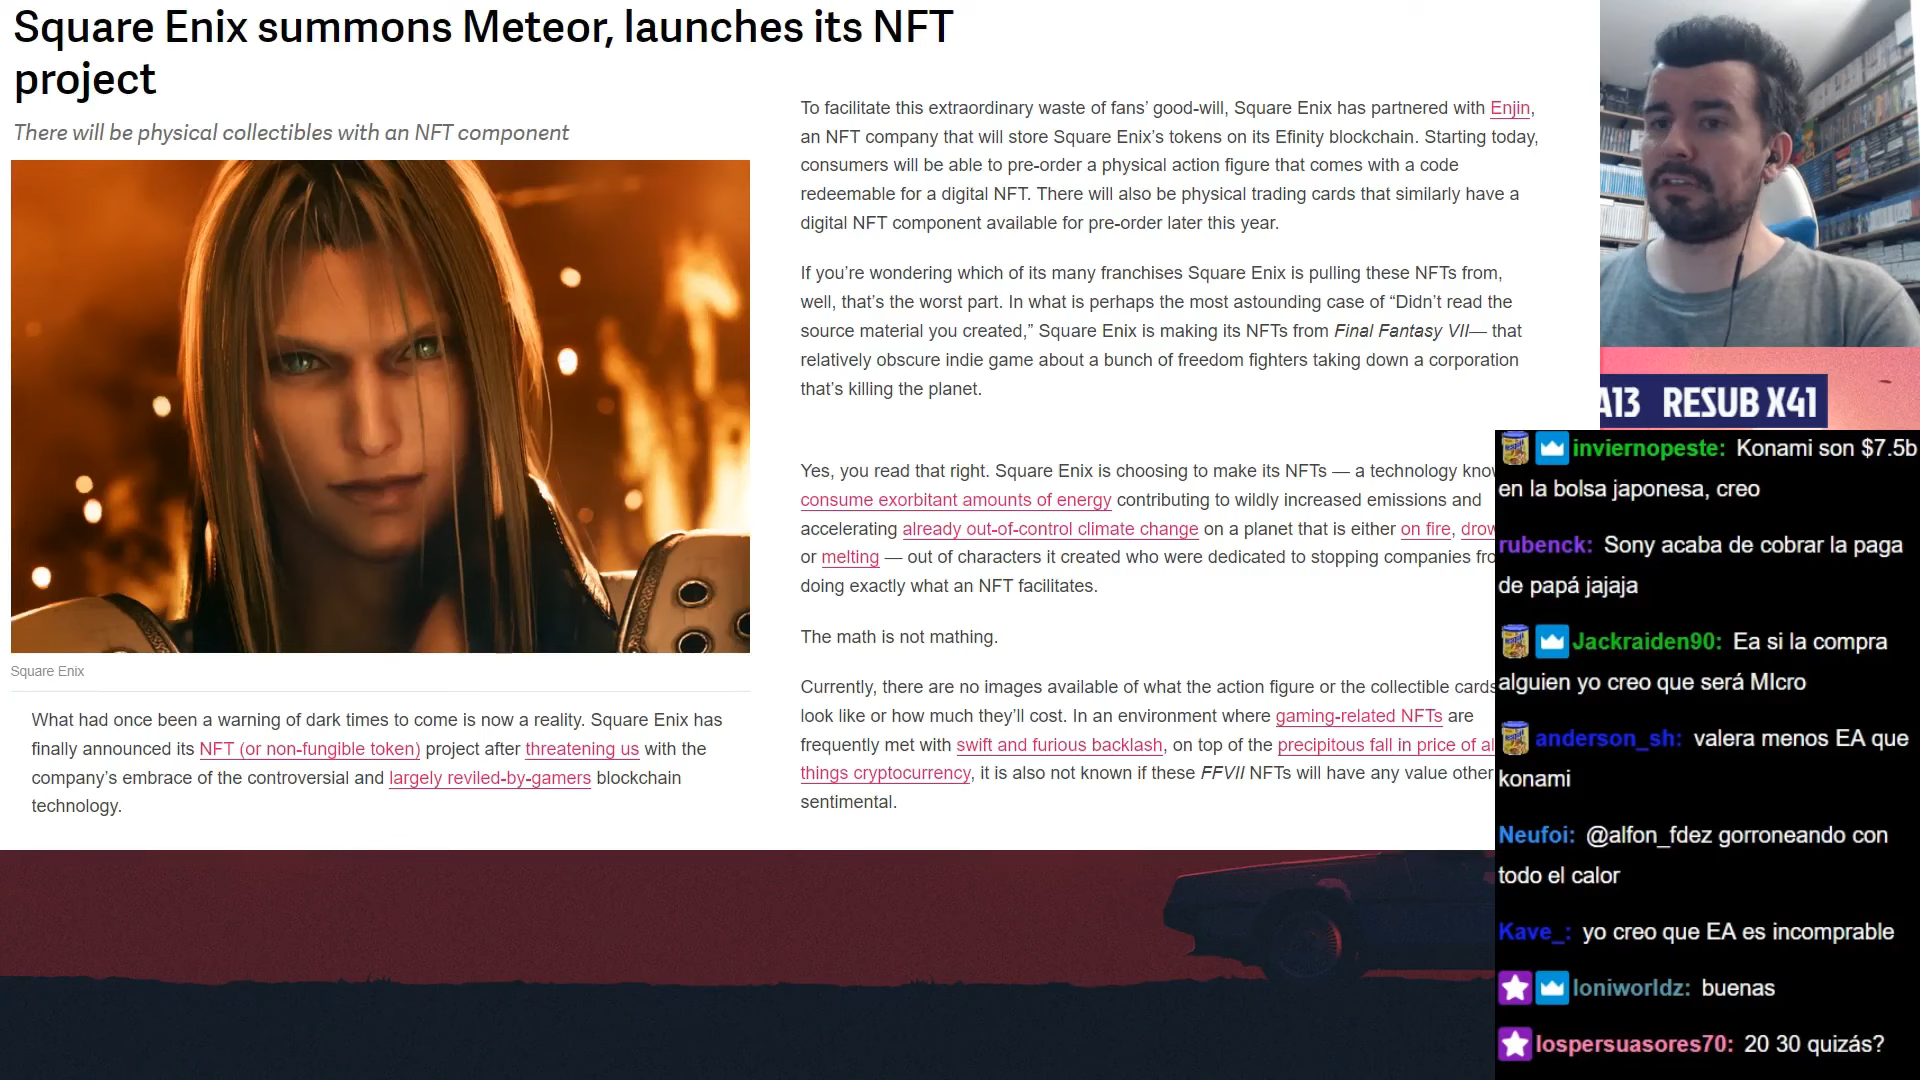 Square Enix summons Meteor, launches its NFT
project
There will be physical collectibles with an NFT component
Square Enix
What had once been a warning of dark times to come is now a reality. Square Enix has
finally announced its NFT (or non-fungible token) project after threatening us with the
company’s embrace of the controversial and largely reviled-by-gamers blockchain
technology.
To facilitate this extraordinary waste of fans’ good-will, Square Enix has partnered with Enjin,
an NFT company that will store Square Enix’s tokens on its Efinity blockchain. Starting today,
consumers will be able to pre-order a physical action figure that comes with a code
redeemable for a digital NFT. There will also be physical trading cards that similarly have a
digital NFT component available for pre-order later this year.
If you’re wondering which of its many franchises Square Enix is pulling these NFTs from,
well, that’s the worst part. In what is perhaps the most astounding case of “Didn’t read the
source material you created,” Square Enix is making its NFTs from Final Fantasy VII— that
relatively obscure indie game about a bunch of freedom fighters taking down a corporation
that’s killing the planet.
Yes, you read that right. Square Enix is choosing to make its NFTs — a technology kno
consume exorbitant amounts of energy contributing to wildly increased emissions and
accelerating already out-of-control climate change on a planet that is either on fire, drow
or melting — out of characters it created who were dedicated to stopping companies fro
doing exactly what an NFT facilitates.
The math is not mathing.
Currently, there are no images available of what the action figure or the collectible cards
look like or how much they’ll cost. In an environment where gaming-related NFTs are
frequently met with swift and furious backlash, on top of the precipitous fall in price of al
things cryptocurrency, it is also not known if these FFVII NFTs will have any value other
sentimental.
A13 RESUB X41
inviernopeste: Konami son $7.5b
en la bolsa japonesa, creo
rubenck: Sony acaba de cobrar la paga
de papá jajaja
Jackraiden90: Ea si la compra
alguien yo creo que será MIcro
anderson_sh: valera menos EA que
konami
Neufoi: @alfon_fdez gorroneando con
todo el calor
Kave_: yo creo que EA es incomprable
loniworldz: buenas
lospersuasores70: 20 30 quizás?